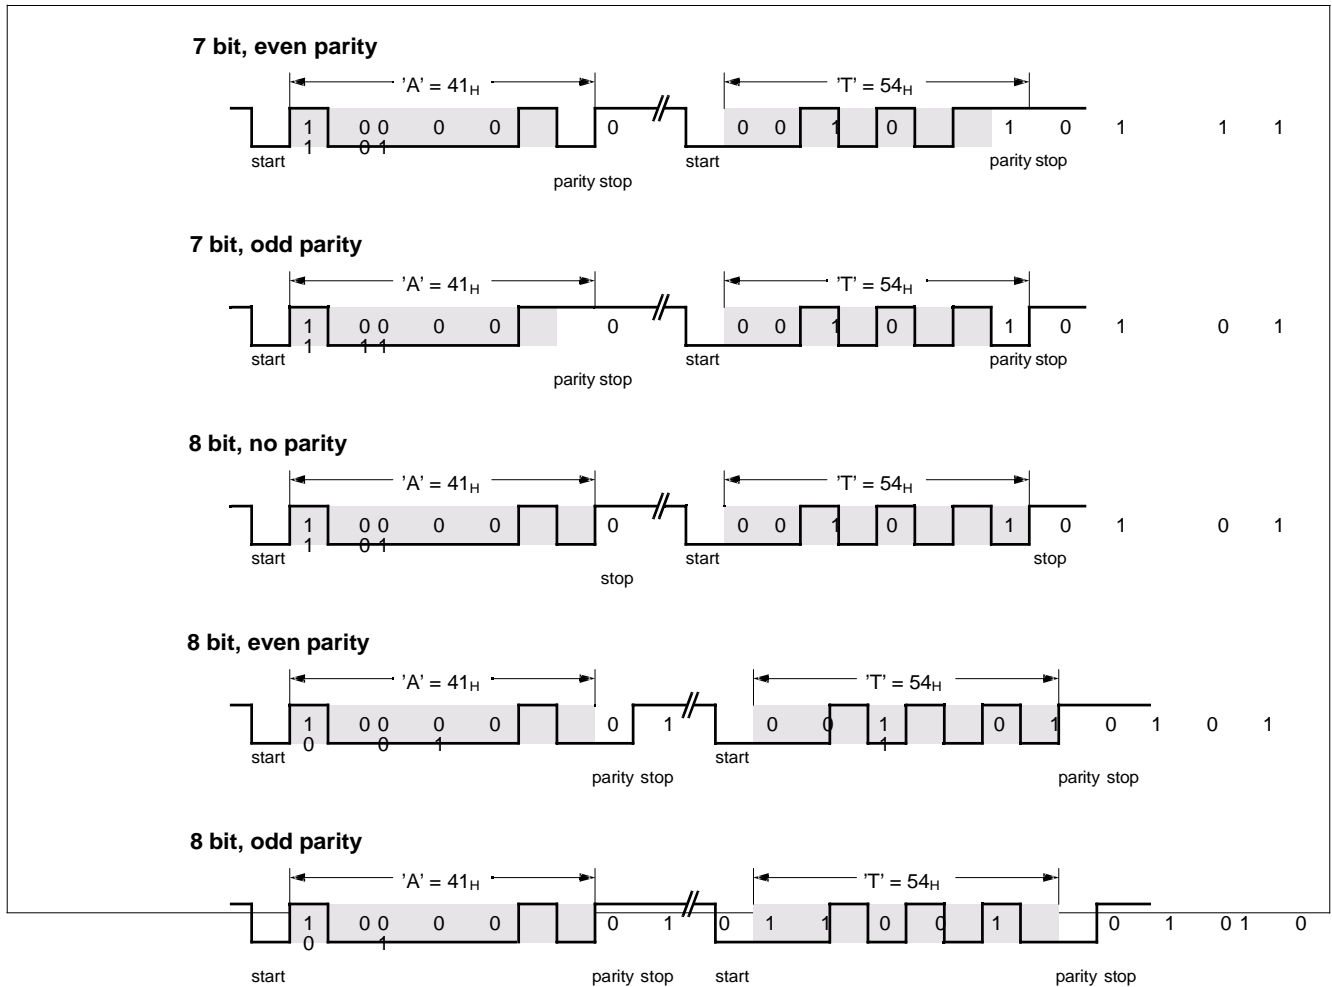 7 bit, even parity
'A' = 41H 'T' = 54H
1 0 0 0 0 0 0 0 1 0 1 0 1 1 1
1 0 1
start start parity stop
parity stop
7 bit, odd parity
'A' = 41H 'T' = 54H
1 0 0 0 0 0 0 0 1 0 1 0 1 0 1
1 1 1
start start parity stop
parity stop
8 bit, no parity
'A' = 41H 'T' = 54H
1 0 0 0 0 0 0 0 1 0 1 0 1 0 1
1 0 1
start start stop
stop
8 bit, even parity
'A' = 41H 'T' = 54H
1 0 0 0 0 0 1 0 0 1 0 1 0 1 0 1
0 0 1 1
start start
parity stop parity stop
8 bit, odd parity
'A' = 41H 'T' = 54H
1 0 0 0 0 0 1 0 1 1 0 0 1 0 1 0 1 0
0 1
start parity stop start parity stop